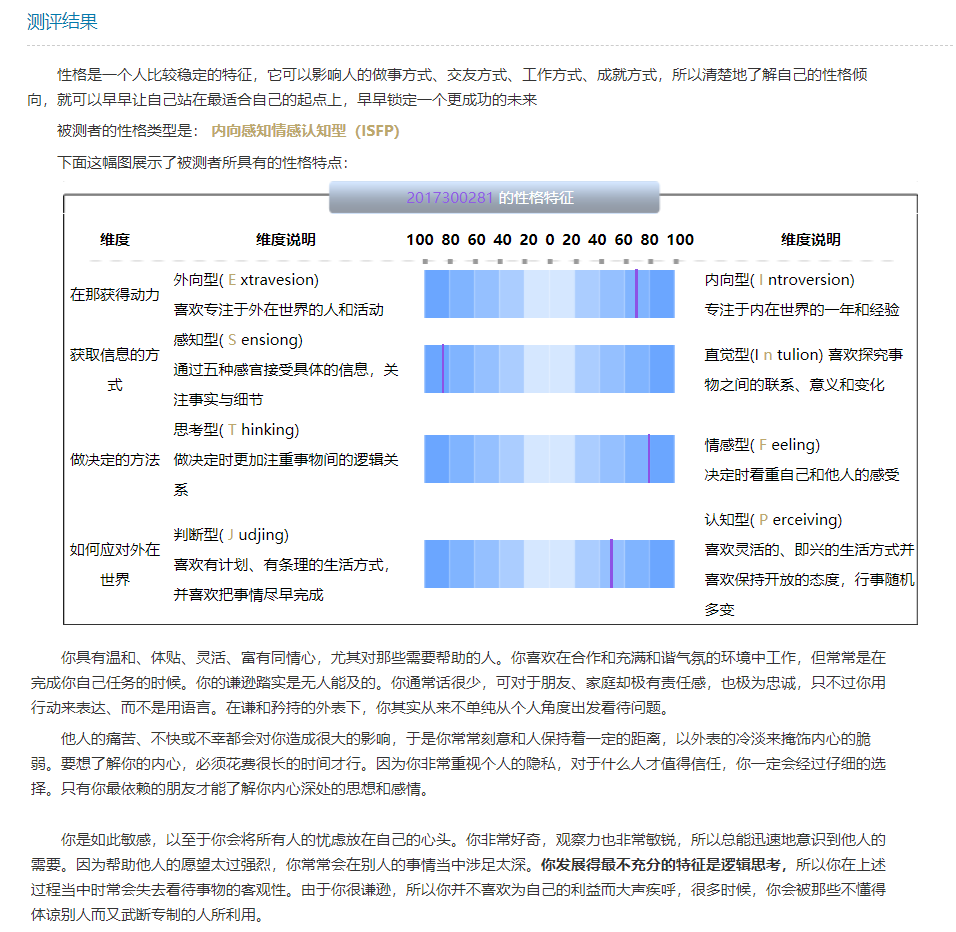 测评结果
性格是一个人比较稳定的特征，它可以影响人的做事方式、交友方式、工作方式、成就方式，所以清楚地了解自己的性格倾
向，就可以早早让自己站在最适合自己的起点上，早早锁定一个更成功的未来
被测者的性格类型是： 内向感知情感认知型（ISFP)
下面这幅图展示了被测者所具有的性格特点：
2017300281 的性格特征
维度 维度说明 100 80 60 40 20 0 20 40 60 80 100 维度说明
在那获得动力
外向型( E xtravesion)
喜欢专注于外在世界的人和活动
内向型( I ntroversion)
专注于内在世界的一年和经验
获取信息的方
式
感知型( S ensiong)
通过五种感官接受具体的信息，关
注事实与细节
直觉型(I n tulion) 喜欢探究事
物之间的联系、意义和变化
做决定的方法
思考型( T hinking)
做决定时更加注重事物间的逻辑关
系
情感型( F eeling)
决定时看重自己和他人的感受
如何应对外在
世界
判断型( J udjing)
喜欢有计划、有条理的生活方式，
并喜欢把事情尽早完成
认知型( P erceiving)
喜欢灵活的、即兴的生活方式并
喜欢保持开放的态度，行事随机
多变
你具有温和、体贴、灵活、富有同情心，尤其对那些需要帮助的人。你喜欢在合作和充满和谐气氛的环境中工作，但常常是在
完成你自己任务的时候。你的谦逊踏实是无人能及的。你通常话很少，可对于朋友、家庭却极有责任感，也极为忠诚，只不过你用
行动来表达、而不是用语言。在谦和矜持的外表下，你其实从来不单纯从个人角度出发看待问题。
他人的痛苦、不快或不幸都会对你造成很大的影响，于是你常常刻意和人保持着一定的距离，以外表的冷淡来掩饰内心的脆
弱。要想了解你的内心，必须花费很长的时间才行。因为你非常重视个人的隐私，对于什么人才值得信任，你一定会经过仔细的选
择。只有你最依赖的朋友才能了解你内心深处的思想和感情。
你是如此敏感，以至于你会将所有人的忧虑放在自己的心头。你非常好奇，观察力也非常敏锐，所以总能迅速地意识到他人的
需要。因为帮助他人的愿望太过强烈，你常常会在别人的事情当中涉足太深。你发展得最不充分的特征是逻辑思考，所以你在上述
过程当中时常会失去看待事物的客观性。由于你很谦逊，所以你并不喜欢为自己的利益而大声疾呼，很多时候，你会被那些不懂得
体谅别人而又武断专制的人所利用。